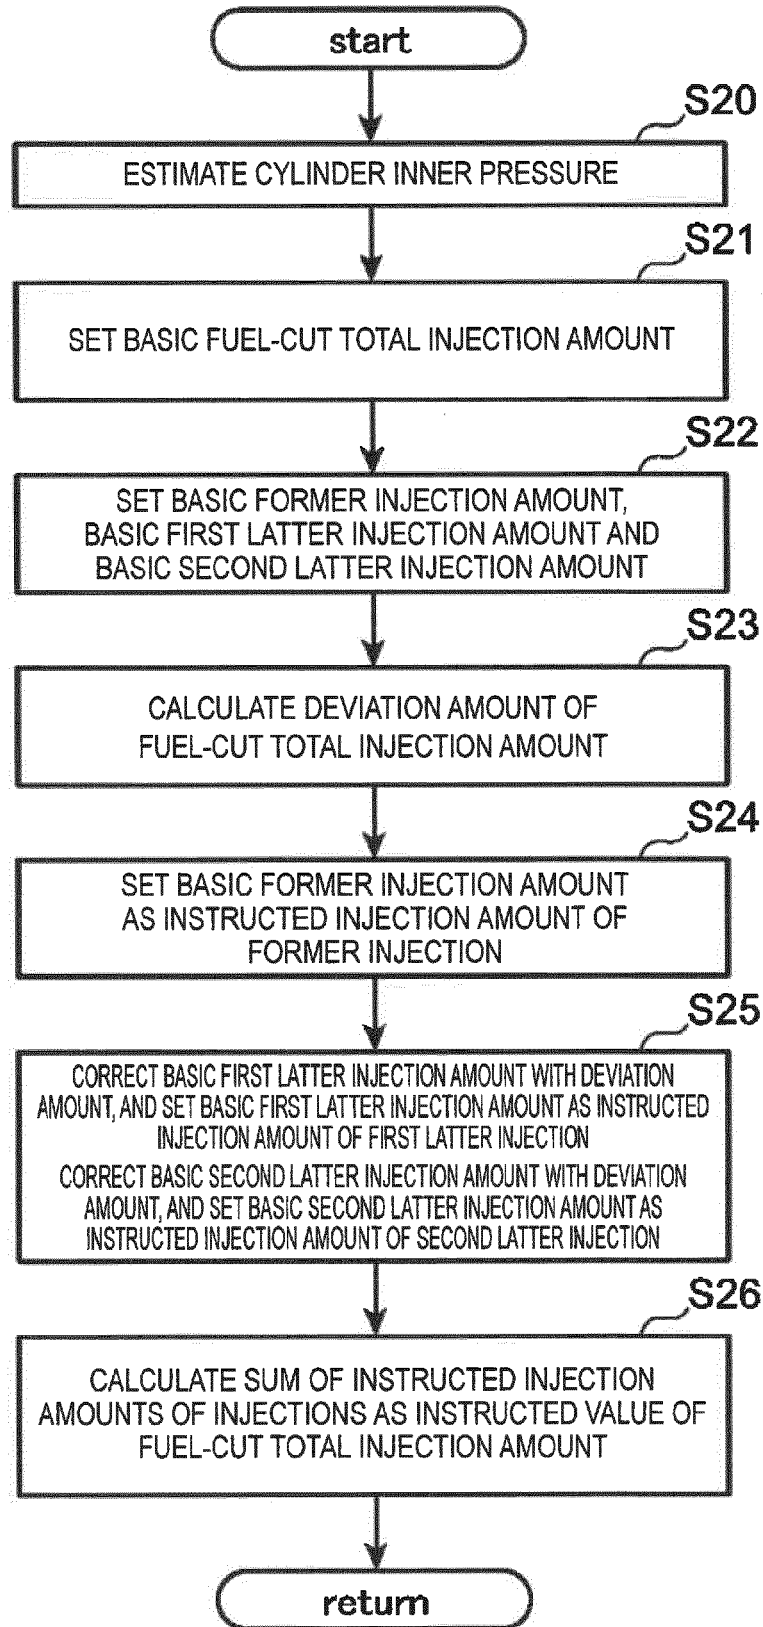 start
S20
ESTIMATE CYLINDER INNER PRESSURE
S21
SET BASIC FUEL-CUT TOTAL INJECTION AMOUNT
S22
SET BASIC FORMER INJECTION AMOUNT,
BASIC FIRST LATTER INJECTION AMOUNT AND
BASIC SECOND LATTER INJECTION AMOUNT
S23
CALCULATE DEVIATION AMOUNT OF
FUEL-CUT TOTAL INJECTION AMOUNT
S24
SET BASIC FORMER INJECTION AMOUNT
AS INSTRUCTED INJECTION AMOUNT OF
FORMER INJECTION
S25
CORRECT BASIC FIRST LATTER INJECTION AMOUNT WITH DEVIATION
AMOUNT, AND SET BASIC FIRST LATTER INJECTION AMOUNT AS INSTRUCTED
INJECTION AMOUNT OF FIRST LATTER INJECTION
CORRECT BASIC SECOND LATTER INJECTION AMOUNT WITH DEVIATION
AMOUNT, AND SET BASIC SECOND LATTER INJECTION AMOUNT AS
INSTRUCTED INJECTION AMOUNT OF SECOND LATTER INJECTION
S26
CALCULATE SUM OF INSTRUCTED INJECTION
AMOUNTS OF INJECTIONS AS INSTRUCTED VALUE OF
FUEL-CUT TOTAL INJECTION AMOUNT
return